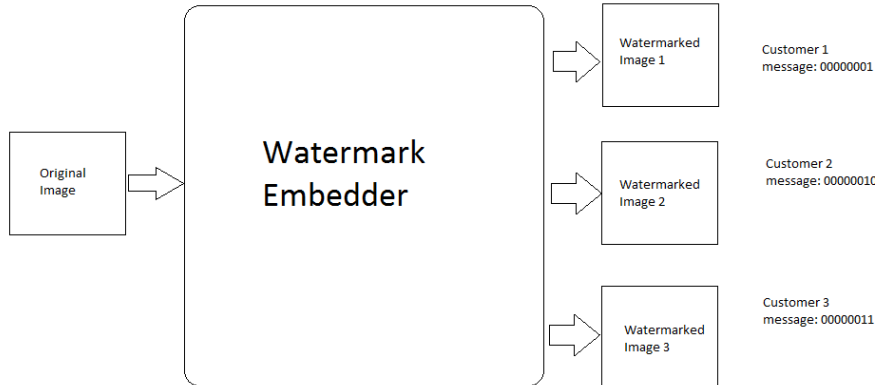 Original
Image
Watermark
Embedder
Watermarked
Image 1
Customer 1
message: 00000001
Watermarked
Image 2
Customer 2
message: 00000010
Watermarked
Image 3
Customer 3
message: 00000011